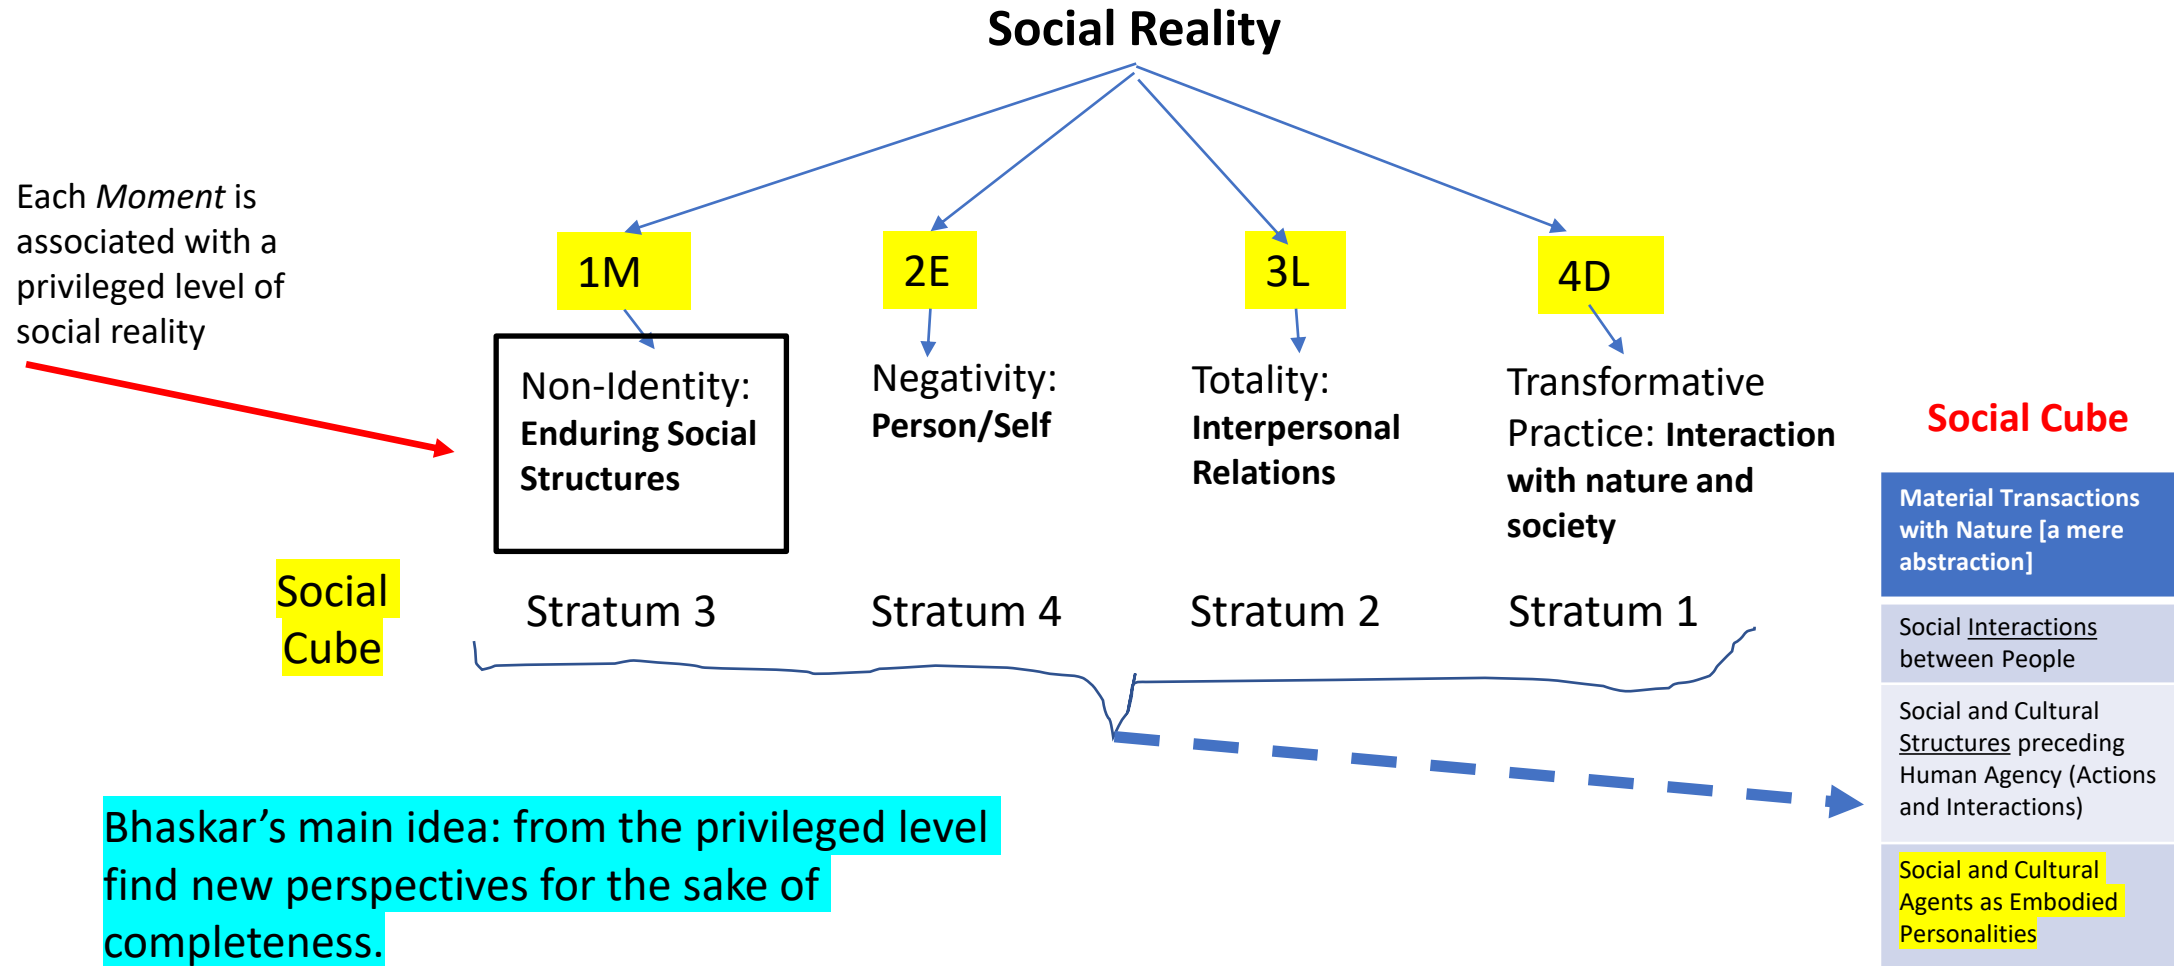 Social Reality
Each Moment is
associated with a
privileged level of
social reality
1M
2E
3L
4D
Non-Identity:
Enduring Social
Structures
Negativity:
Person/Self
Totality:
Interpersonal
Relations
Transformative
Practice: Interaction
with nature and
society
Social
Cube
Stratum 3
Stratum 4
Stratum 2
Stratum 1
Social Cube
Material Transactions
with Nature [a mere
abstraction]
Social Interactions
between People
Social and Cultural
Structures preceding
Human Agency (Actions
and Interactions)
Social and Cultural
Agents as Embodied
Personalities
Bhaskar’s main idea: from the privileged level
find new perspectives for the sake of
completeness.